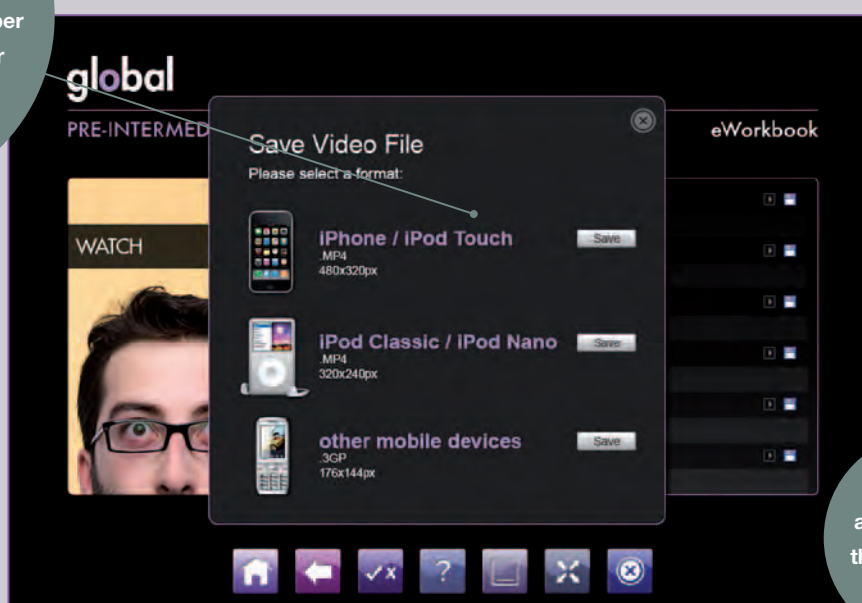 global
PRE-INTERMED
eWorkbook
WATCH
Save Video File
Please select a format:
iPhone / iPod Touch
.MP4
480x320px
Save
iPod Classic / iPod Nano
.MP4
320x240px
Save
other mobile devices
.3GP
176x144px
Save
?